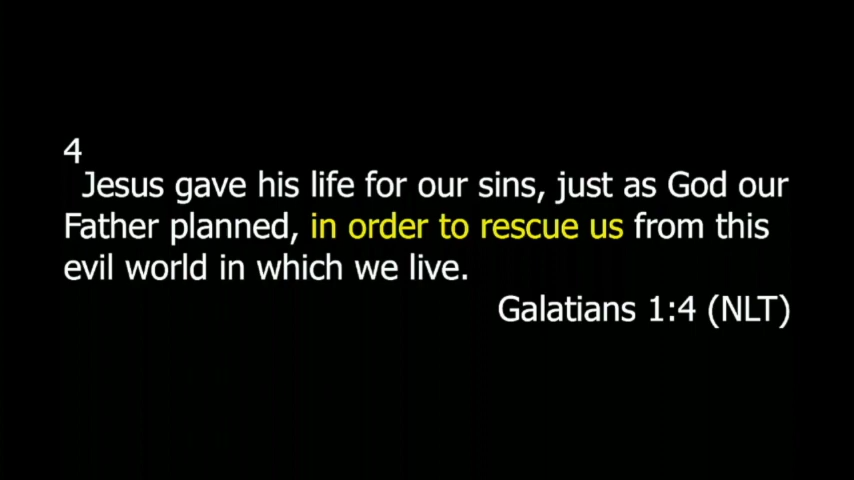 4
Jesus gave his life for our sins, just as God our
Father planned, in order to rescue us from this
evil world in which we live.
Galatians 1:4 (NLT)